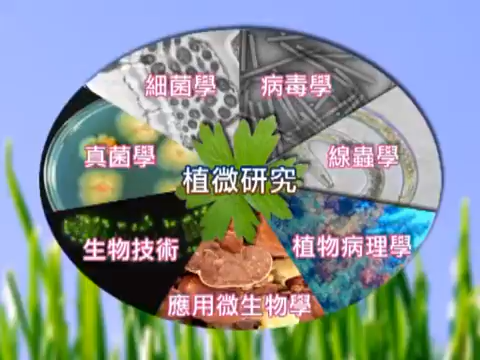 細菌學
病毒學
真菌學
線蟲學
植微研究
生物技術
植物病理學
應用微生物學